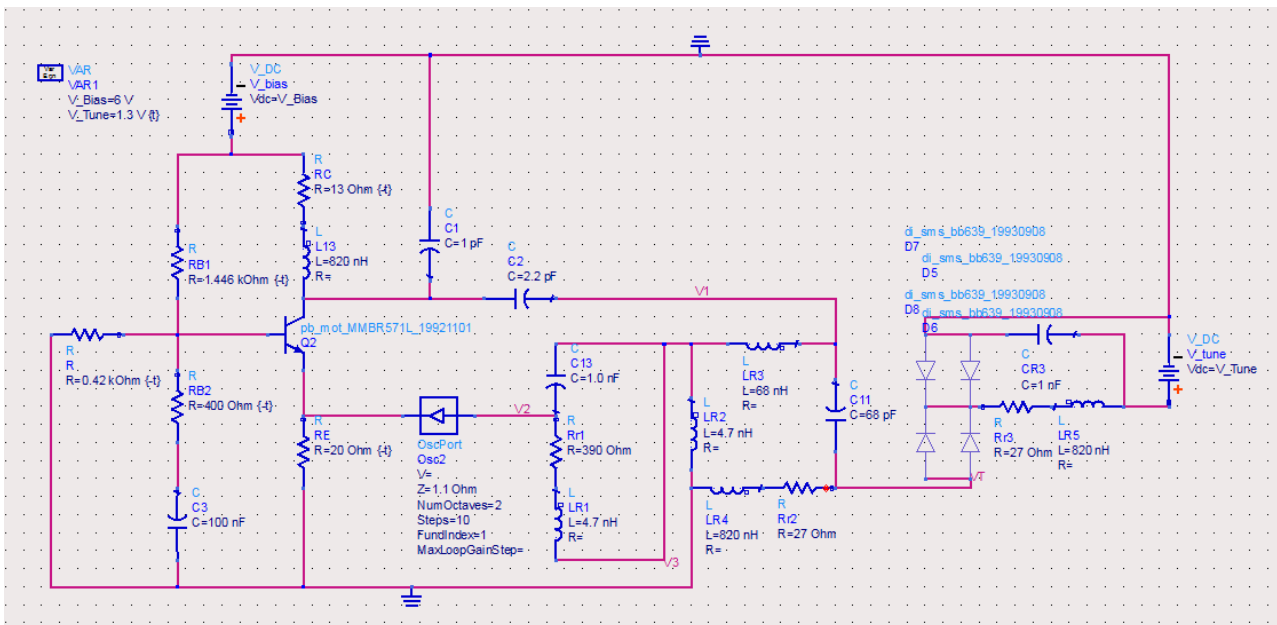 Var
Eqn
VAR
VAR1
V_Bias=6 V
V_Tune=1.3 V {t}
V_DC
V_bias
Vdc=V_Bias
R
RC
R=13 Ohm {-t}
L
L13
L=820 nH
R=
R
RB1
R=1.446 kOhm {-t}
C
C1
C=1 pF
C
C2
C=2.2 pF
V1
pb_mot_MMBR571L_19921101
Q2
R
R
R=0.42 kOhm {-t}
R
RB2
R=400 Ohm {-t}
C
C3
C=100 nF
R
RE
R=20 Ohm {-t}
OscPort
Osc2
V=
Z=1.1 Ohm
NumOctaves=2
Steps=10
FundIndex=1
MaxLoopGainStep=
V2
C
C13
C=1.0 nF
R
Rr1
R=390 Ohm
L
LR1
L=4.7 nH
R=
V3
L
LR2
L=4.7 nH
R=
L
LR3
L=68 nH
R=
C
C11
C=68 pF
L
LR4
L=820 nH
R=
R
Rr2
R=27 Ohm
di_sms_bb639_19930908
D7
di_sms_bb639_19930908
D5
di_sms_bb639_19930908
D8
di_sms_bb639_19930908
D6
C
CR3
C=1 nF
R
Rr3
R=27 Ohm
L
LR5
L=820 nH
R=
VT
V_DC
V_tune
Vdc=V_Tune